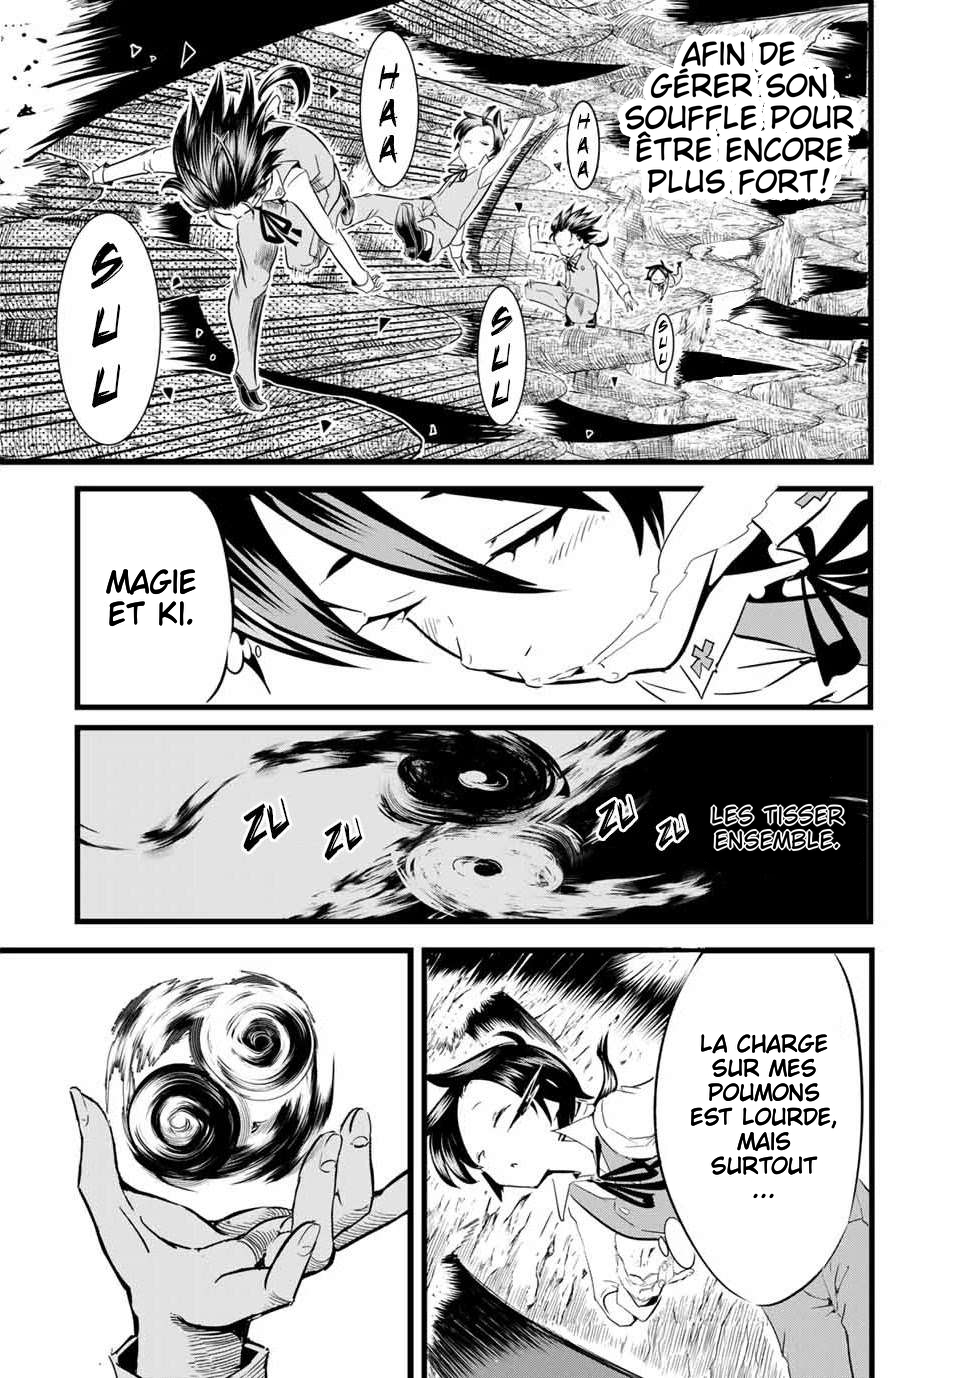 AFIN DE
GÉRER SON
SOUFFLE POUR
ÊTRE ENCORE
PLUS FORT!
HAA
SUU
HAA
SUU
HAA
SUU
MAGIE
ET KI.
LES TISSER
ENSEMBLE.
ZU
ZU
ZU
ZU
LA CHARGE
SUR MES
POUMONS
EST LOURDE,
MAIS
SURTOUT
...